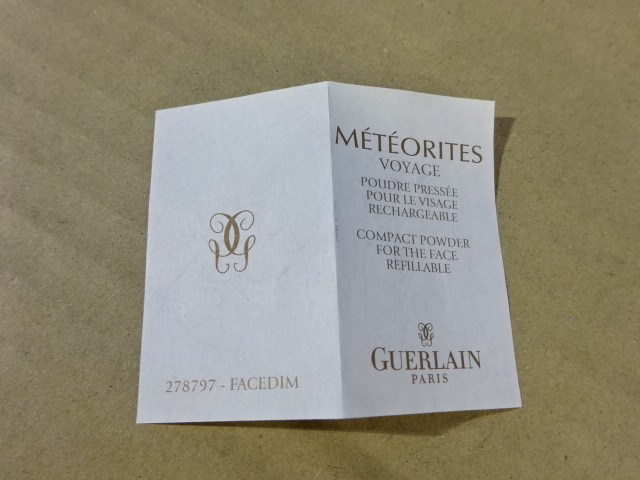 278797 - FACEDIM
MÉTÉORITES
VOYAGE
POUDRE PRESSÉE
POUR LE VISAGE
RECHARGEABLE
COMPACT POWDER
FOR THE FACE
REFILLABLE
GUERLAIN
PARIS